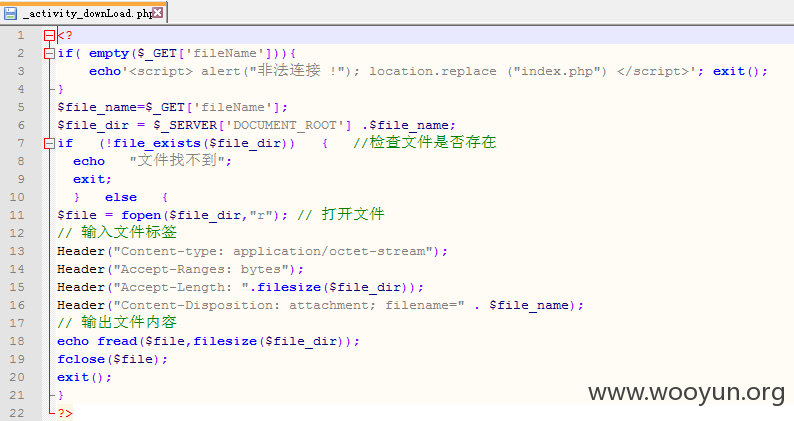 _activity_downLoad.php
1 <?
2 if( empty($_GET['fileName'])){
3 echo'<script> alert("非法连接 !"); location.replace ("index.php") </script>'; exit();
4 }
5 $file_name=$_GET['fileName'];
6 $file_dir = $_SERVER['DOCUMENT_ROOT'] .$file_name;
7 if (!file_exists($file_dir)) { //检查文件是否存在
8 echo "文件找不到";
9 exit;
10 } else {
11 $file = fopen($file_dir,"r"); // 打开文件
12 // 输入文件标签
13 Header("Content-type: application/octet-stream");
14 Header("Accept-Ranges: bytes");
15 Header("Accept-Length: ".filesize($file_dir));
16 Header("Content-Disposition: attachment; filename=" . $file_name);
17 // 输出文件内容
18 echo fread($file,filesize($file_dir));
19 fclose($file);
20 exit();
21 }
22 ?>
www.wooyun.org